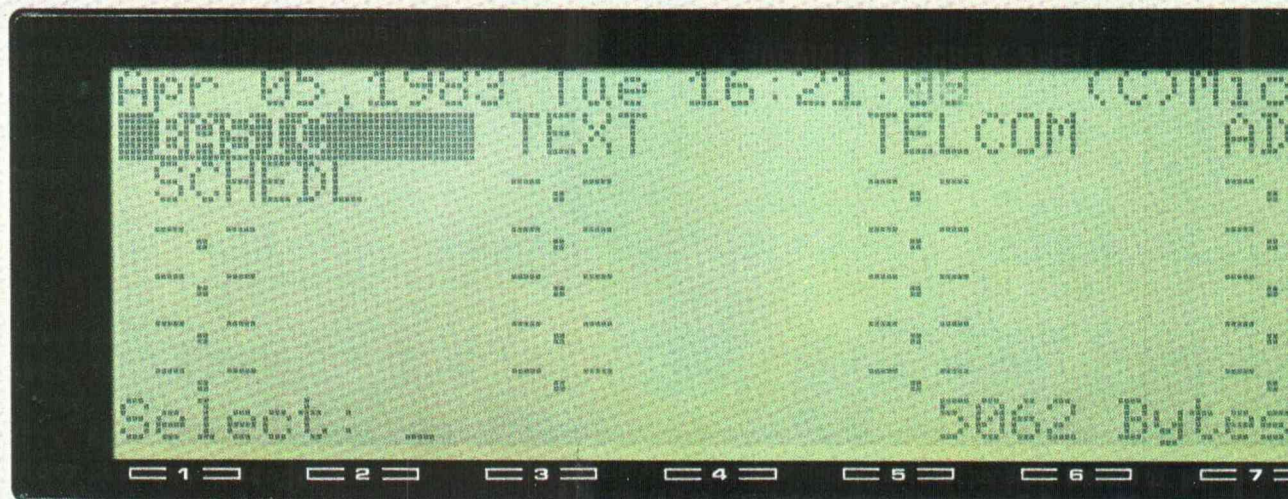 Apr 05,1983 Tue 16:21:09 (C)Mic
BASIC TEXT TELCOM AD
SCHEDL -.- -.- -.-
-.- -.- -.- -.-
-.- -.- -.- -.-
-.- -.- -.- -.-
-.- -.- -.- -.-
Select: _ 5062 Bytes
1 2 3 4 5 6 7